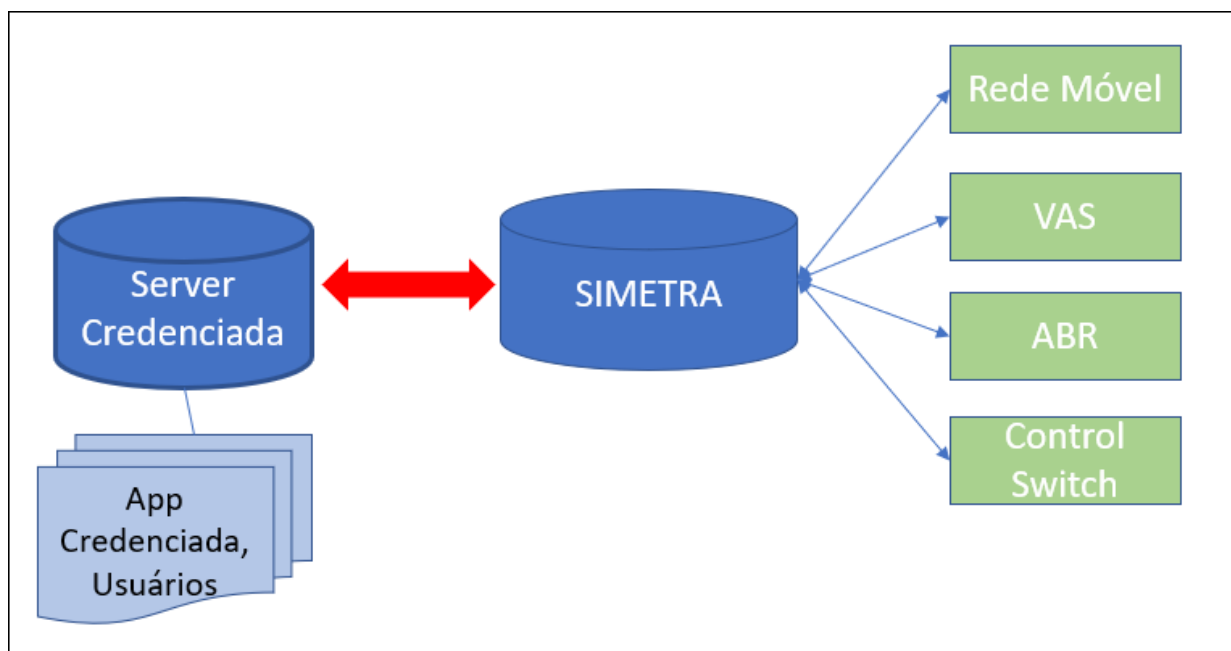 Rede Móvel
VAS
Server
Credenciada
SIMETRA
ABR
Control
Switch
App
Credenciada,
Usuários